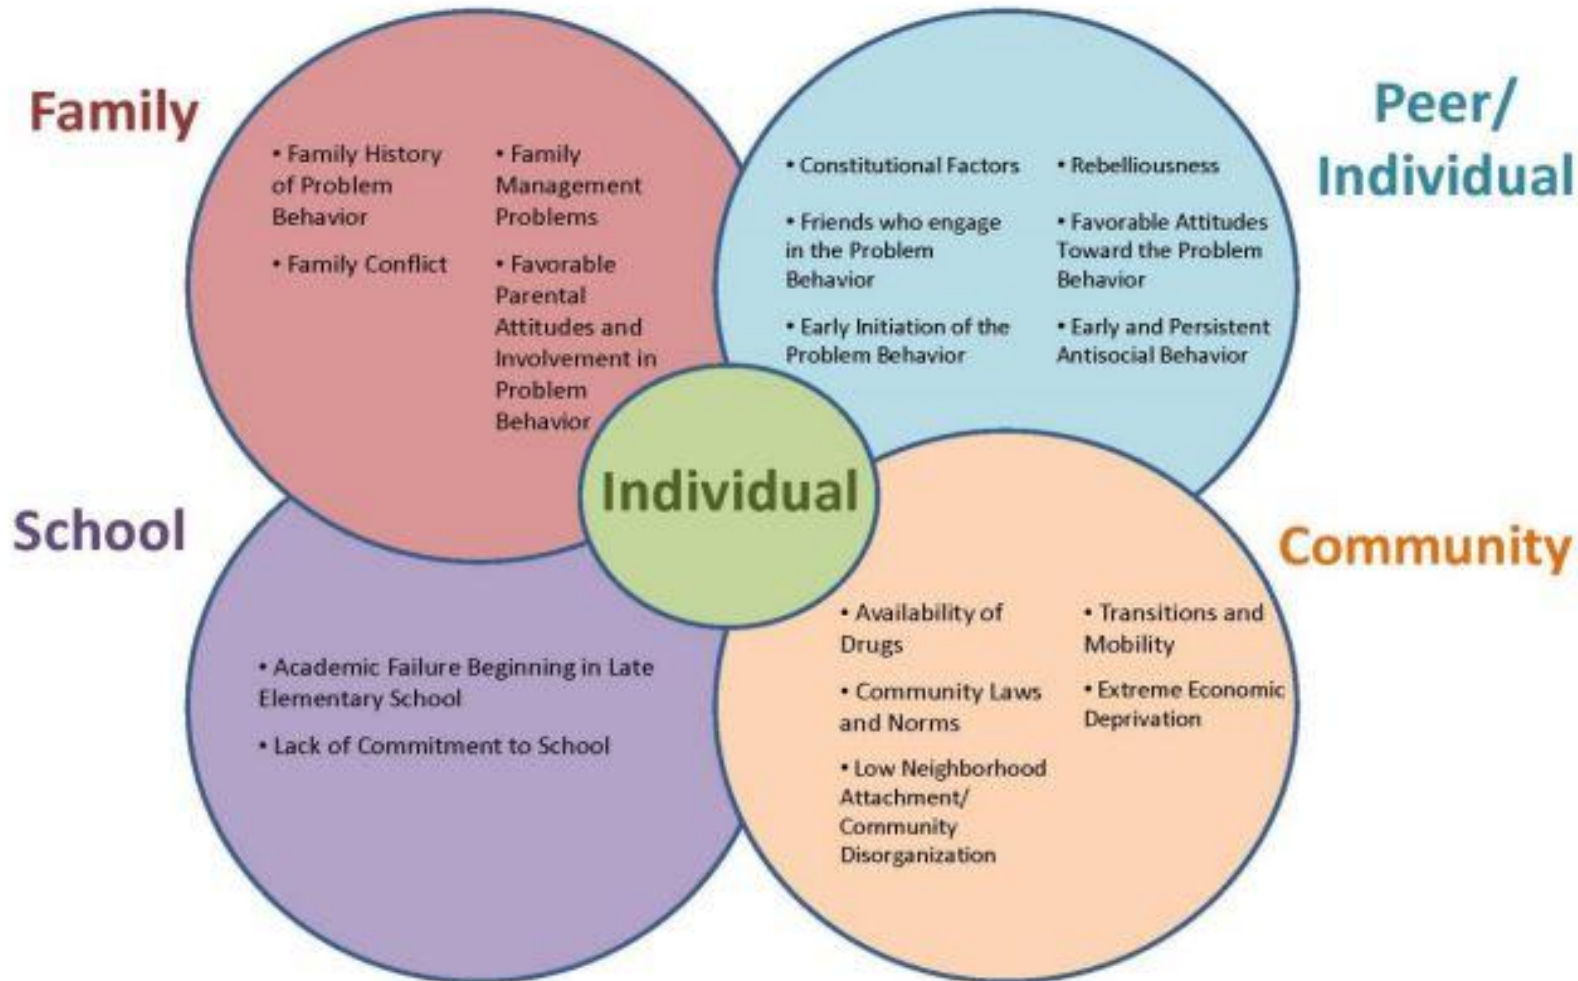 Family
• Family History
of Problem
Behavior
• Family Conflict
• Family
Management
Problems
• Favorable
Parental
Attitudes and
Involvement in
Problem
Behavior
Peer/
Individual
• Constitutional Factors
• Friends who engage
in the Problem
Behavior
• Early Initiation of the
Problem Behavior
• Rebelliousness
• Favorable Attitudes
Toward the Problem
Behavior
• Early and Persistent
Antisocial Behavior
Individual
School
• Academic Failure Beginning in Late
Elementary School
• Lack of Commitment to School
Community
• Availability of
Drugs
• Community Laws
and Norms
• Low Neighborhood
Attachment/
Community
Disorganization
• Transitions and
Mobility
• Extreme Economic
Deprivation